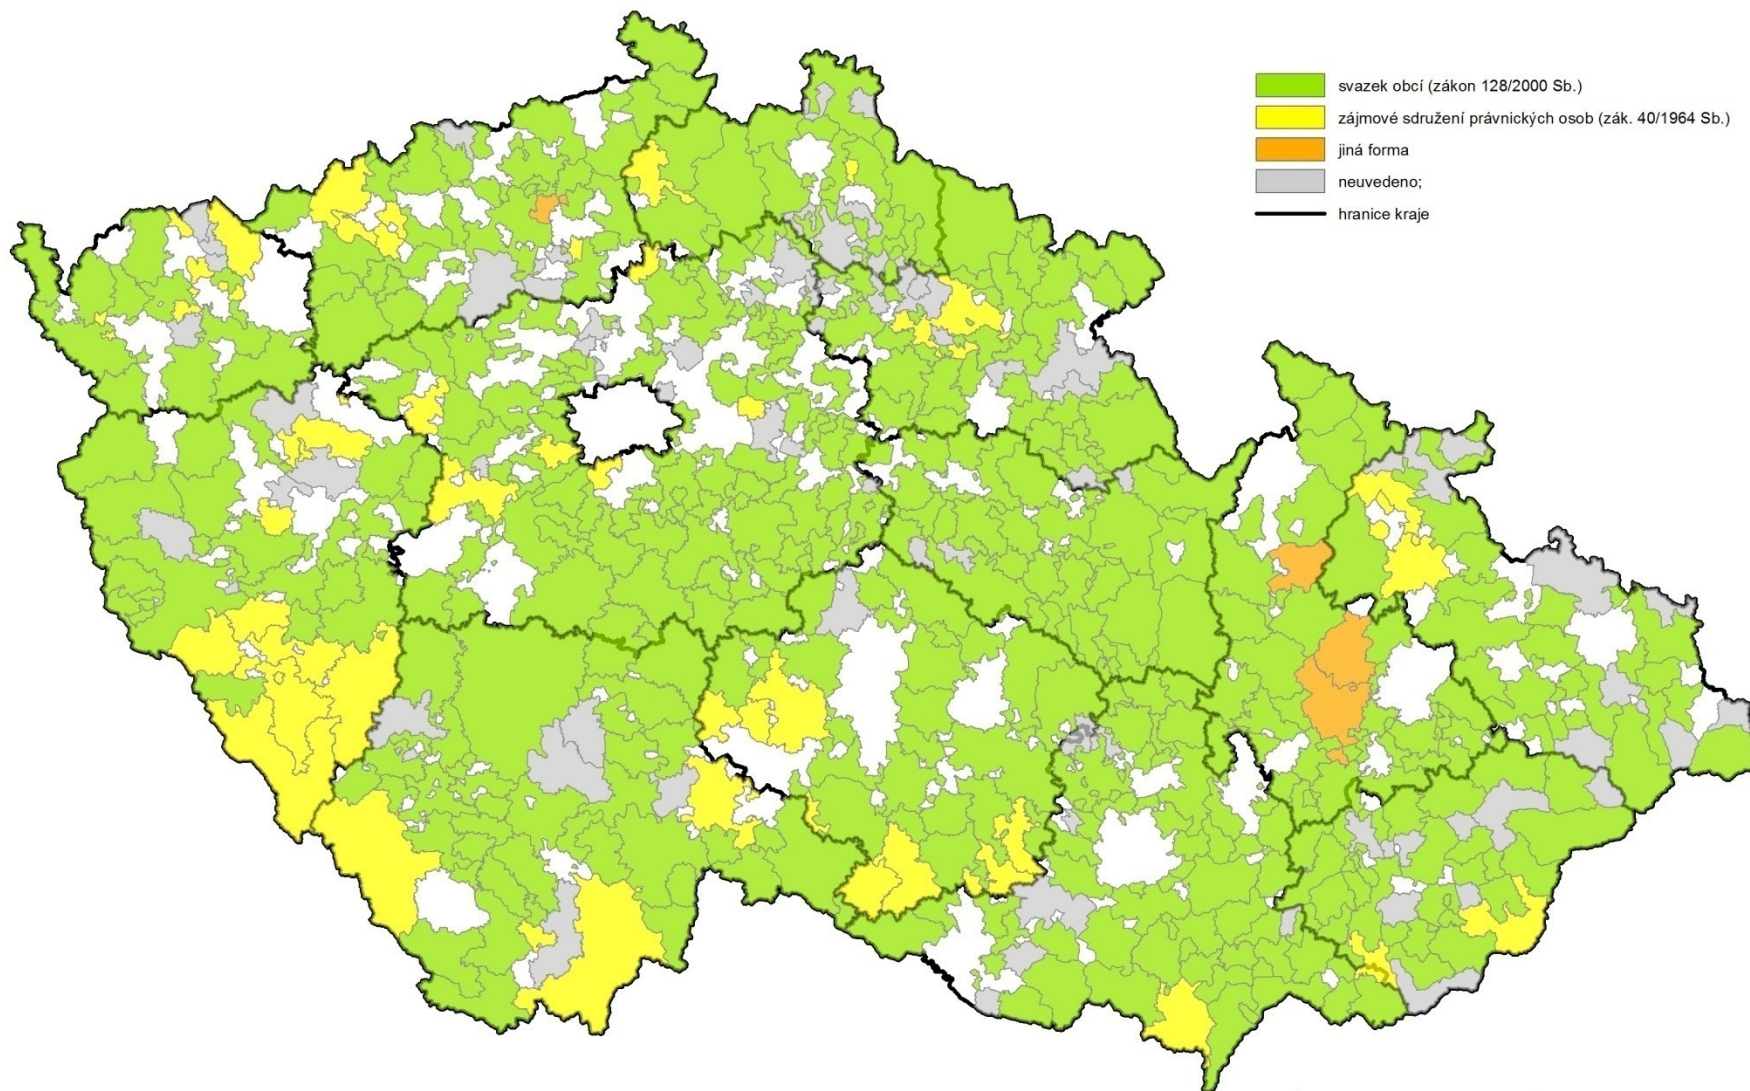 svazek obcí (zákon 128/2000 Sb.)
zájmové sdružení právnických osob (zák. 40/1964 Sb.)
jiná forma
neuvedeno;
hranice kraje